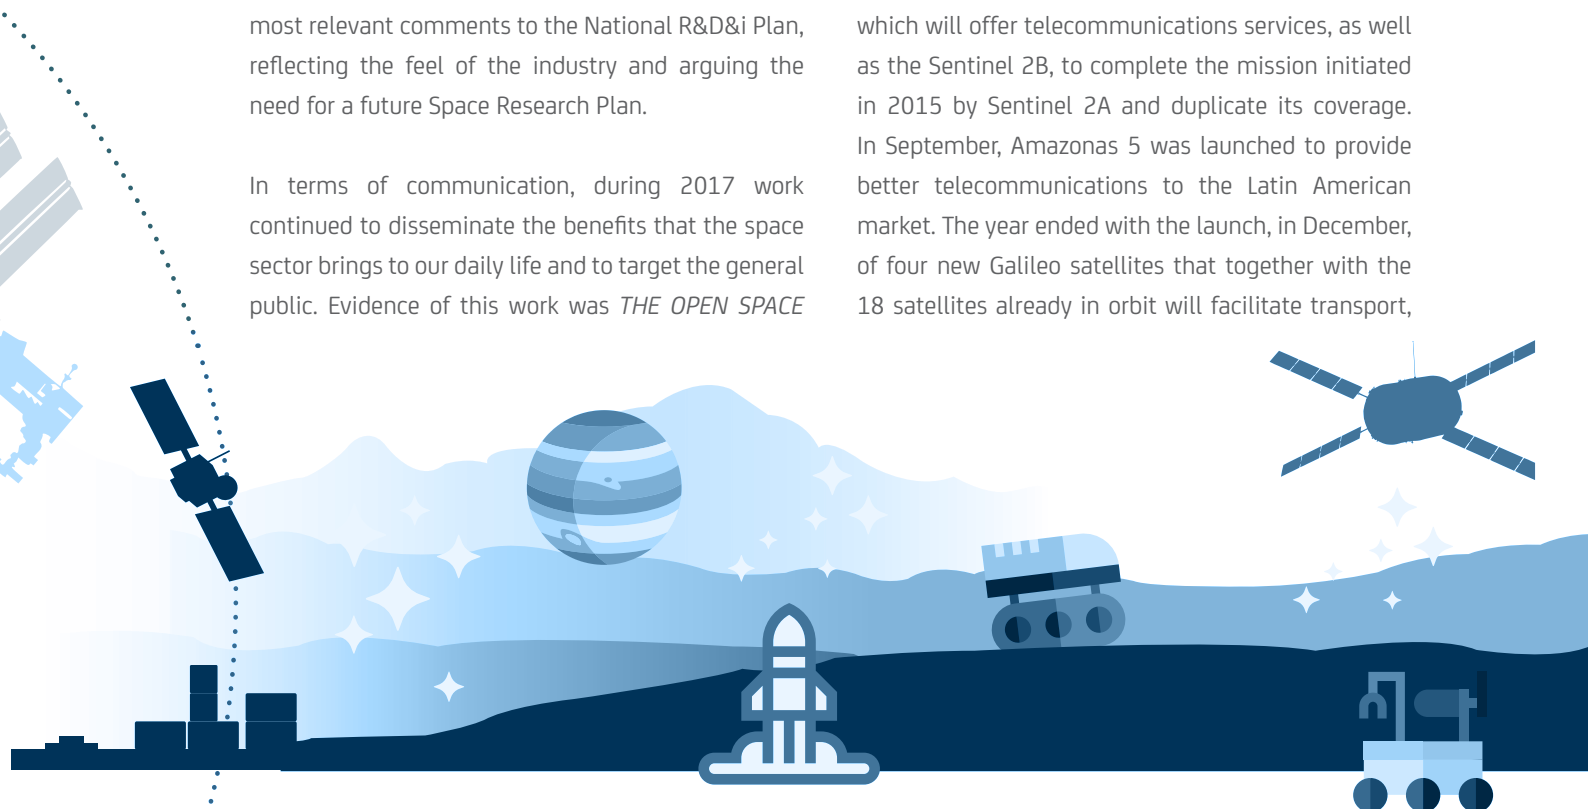 most relevant comments to the National R&D&i Plan,
reflecting the feel of the industry and arguing the
need for a future Space Research Plan.
In terms of communication, during 2017 work
continued to disseminate the benefits that the space
sector brings to our daily life and to target the general
public. Evidence of this work was THE OPEN SPACE
which will offer telecommunications services, as well
as the Sentinel 2B, to complete the mission initiated
in 2015 by Sentinel 2A and duplicate its coverage.
In September, Amazonas 5 was launched to provide
better telecommunications to the Latin American
market. The year ended with the launch, in December,
of four new Galileo satellites that together with the
18 satellites already in orbit will facilitate transport,